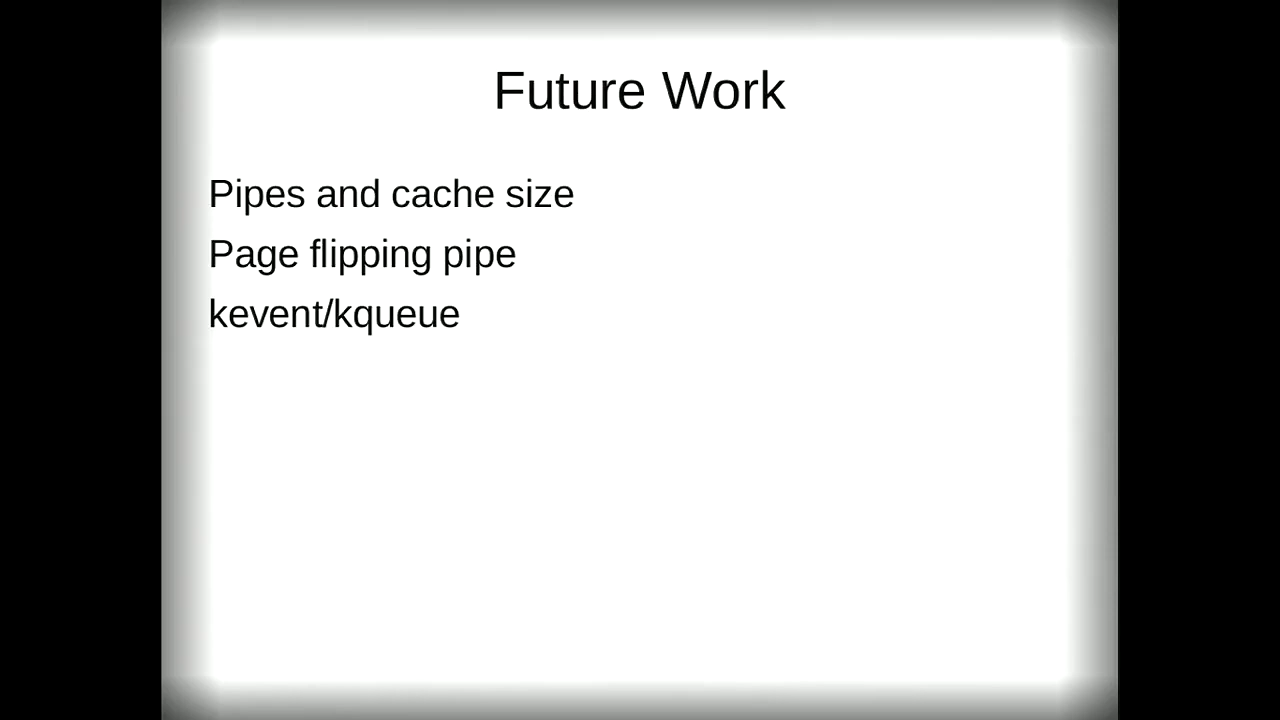 Future Work
Pipes and cache size
Page flipping pipe
kevent/kqueue